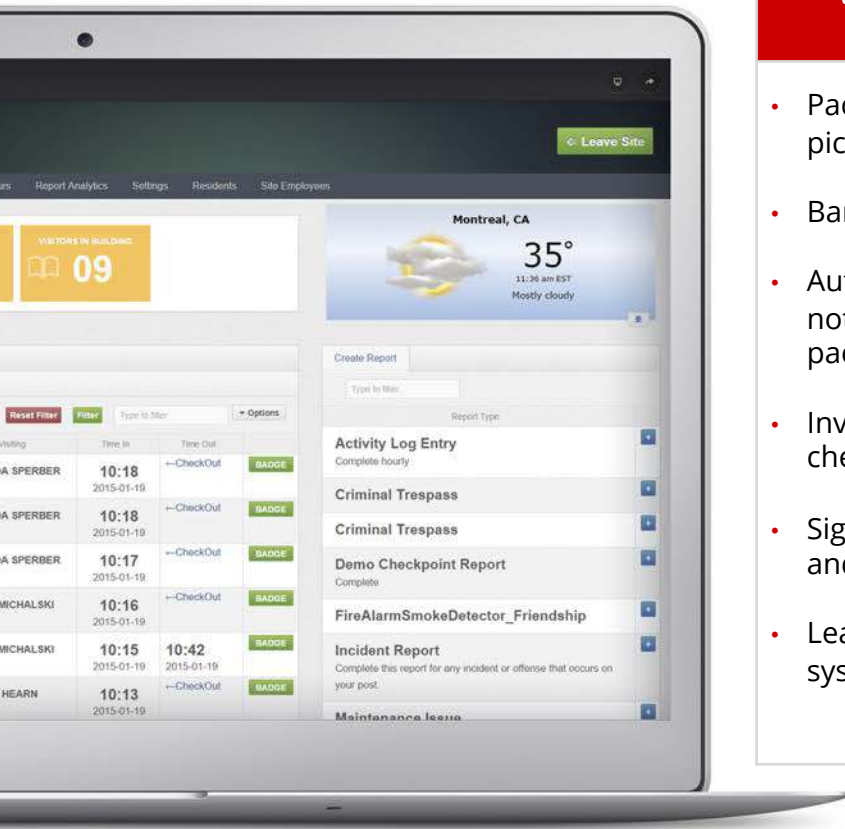 Leave Site
Report Analytics Settings Residents Site Employees
VISITORS IN BUILDING
09
Montreal, CA
35°
11:36 am EST
Mostly cloudy
Create Report
Type to filter
Report Type
Reset Filter Filter Type to filter Options
Visiting Time In Time Out
SPERBER 10:18 ←CheckOut BADGE
2015-01-19
SPERBER 10:18 ←CheckOut BADGE
2015-01-19
SPERBER 10:17 ←CheckOut BADGE
2015-01-19
MICHALSKI 10:16 ←CheckOut BADGE
2015-01-19
MICHALSKI 10:15 10:42 BADGE
2015-01-19 2015-01-19
HEARN 10:13 ←CheckOut BADGE
2015-01-19
Activity Log Entry
Complete hourly
Criminal Trespass
Criminal Trespass
Demo Checkpoint Report
Complete
FireAlarmSmokeDetector_Friendship
Incident Report
Complete this report for any incident or offense that occurs on
your post.
Maintenance Issue